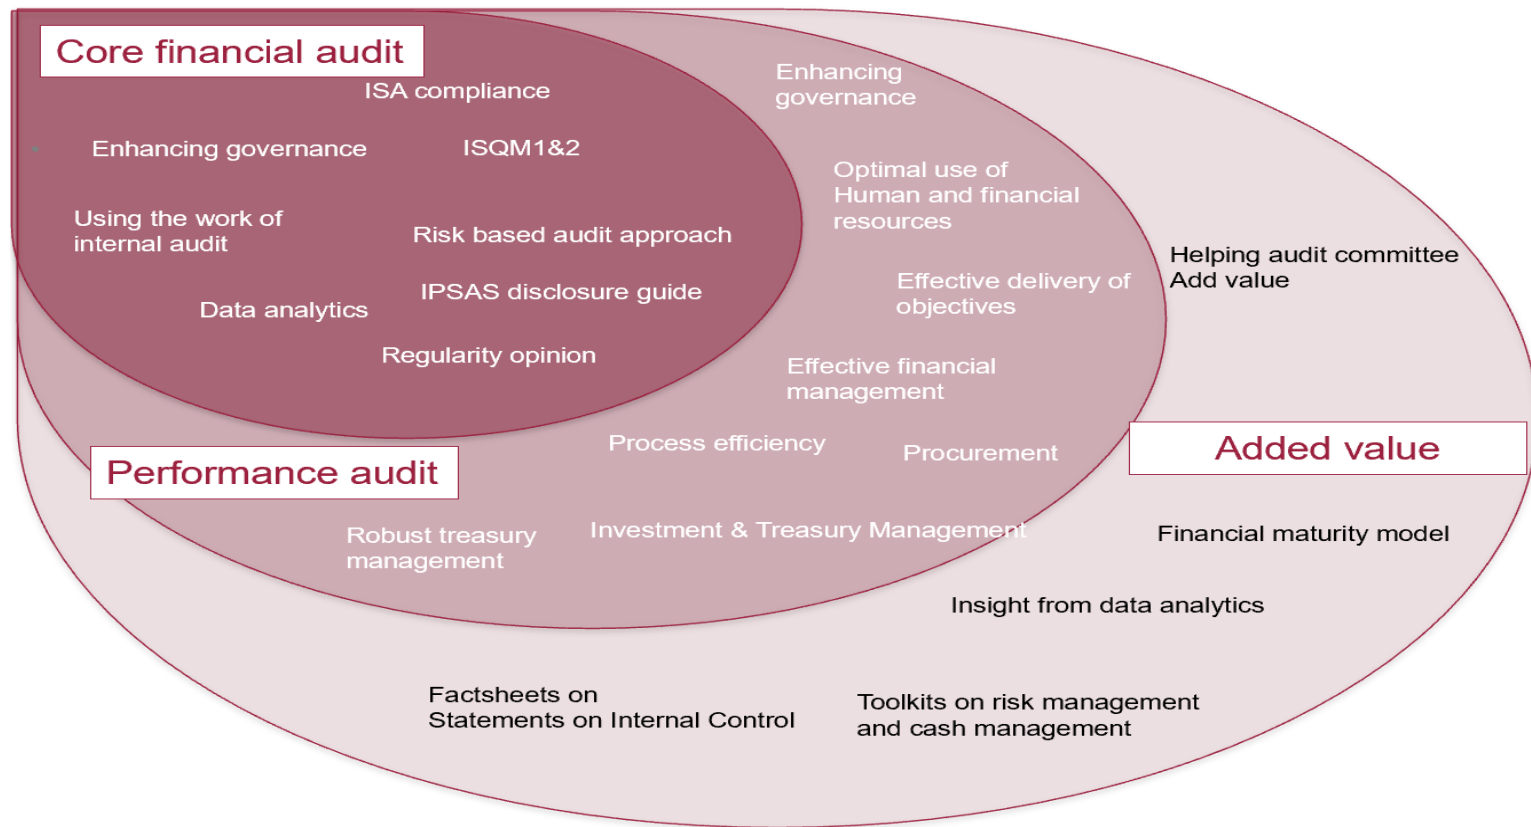 Core financial audit
ISA compliance
Enhancing governance
ISQM1&2
Using the work of
internal audit
Risk based audit approach
IPSAS disclosure guide
Data analytics
Regularity opinion
Enhancing
governance
Optimal use of
Human and financial
resources
Effective delivery of
objectives
Effective financial
management
Process efficiency
Procurement
Performance audit
Robust treasury
management
Investment & Treasury Management
Helping audit committee
Add value
Added value
Financial maturity model
Insight from data analytics
Factsheets on
Statements on Internal Control
Toolkits on risk management
and cash management